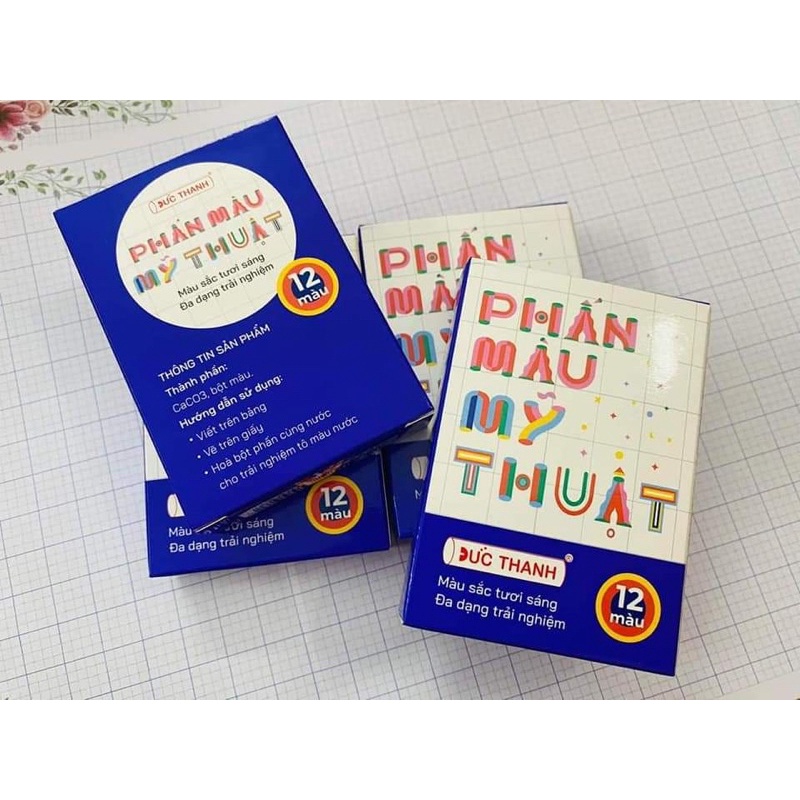 ĐỨC THANH
PHẤN MÀU
MỸ THUẬT
Màu sắc tươi sáng
Đa dạng trải nghiệm
12
màu
THÔNG TIN SẢN PHẨM
Thành phần:
CaCO3, bột màu.
Hướng dẫn sử dụng:
• Viết trên bảng
• Vẽ trên giấy
• Hoà bột phấn cùng nước
cho trải nghiệm tô màu nước
12
màu
Màu sắc tươi sáng
Đa dạng trải nghiệm
PHẤN
MÀ
MỸ
PHẤN
MÀU
MỸ
THUẬT
ĐỨC THANH
®
Màu sắc tươi sáng
Đa dạng trải nghiệm
12
màu